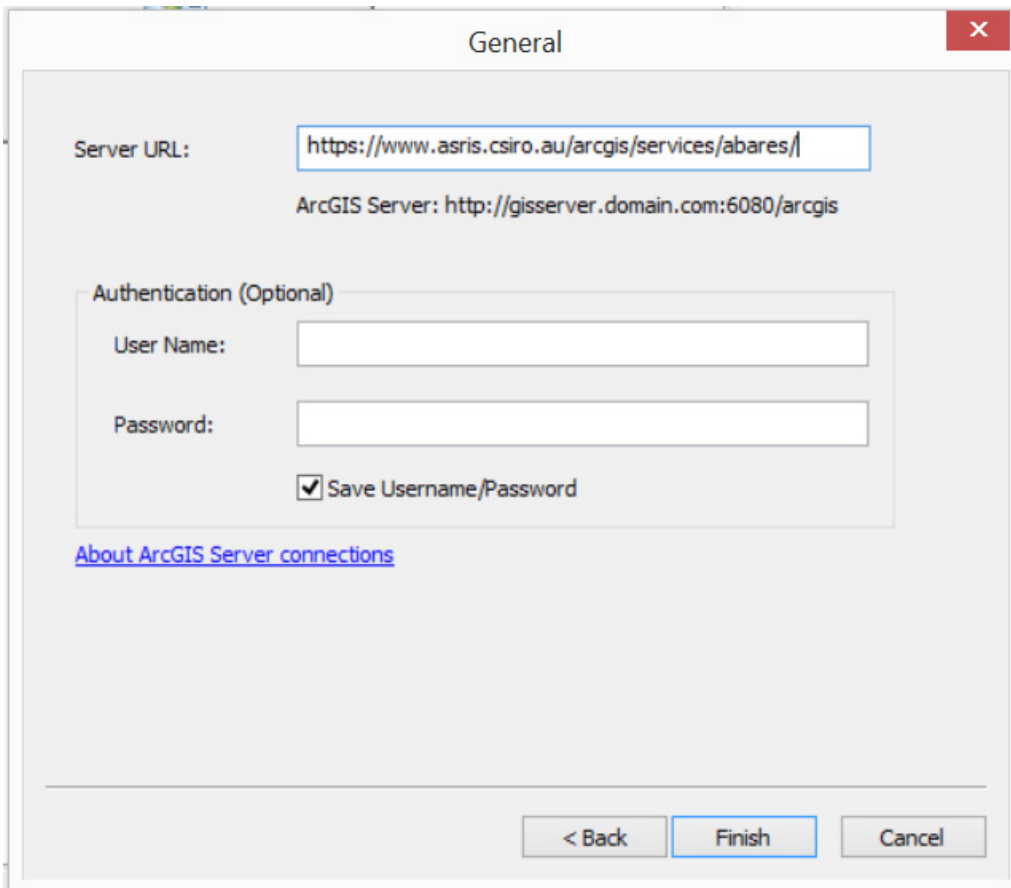 General
Server URL: https://www.asris.csiro.au/arcgis/services/abares/
ArcGIS Server: http://gisserver.domain.com:6080/arcgis
Authentication (Optional)
User Name:
Password:
Save Username/Password
About ArcGIS Server connections
< Back Finish Cancel